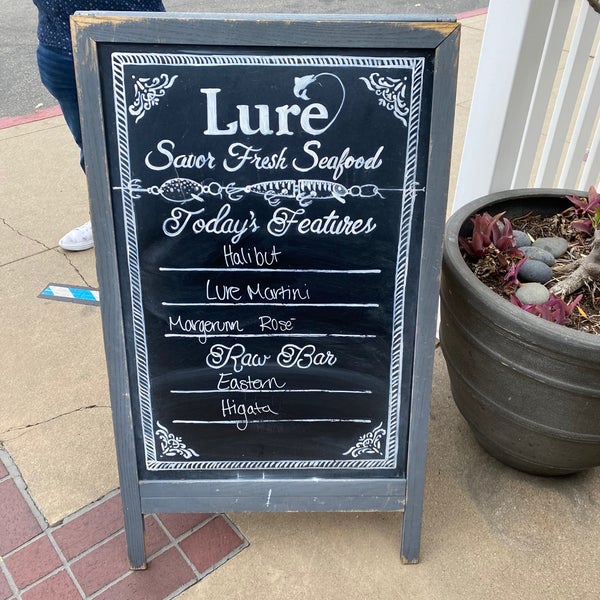 Lure
Savor Fresh Seafood
Today's Features
Halibut
Lure Martini
Margerum Rosé
Raw Bar
Eastern
Higata